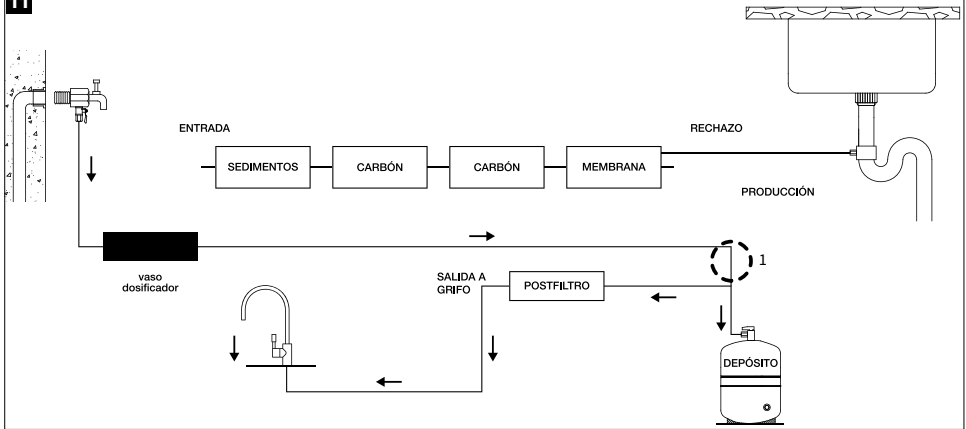 E
ENTRADA
RECHAZO
SEDIMENTOS
CARBÓN
CARBÓN
MEMBRANA
PRODUCCIÓN
1
vaso
dosificador
SALIDA A
GRIFO
POSTFILTRO
DEPÓSITO